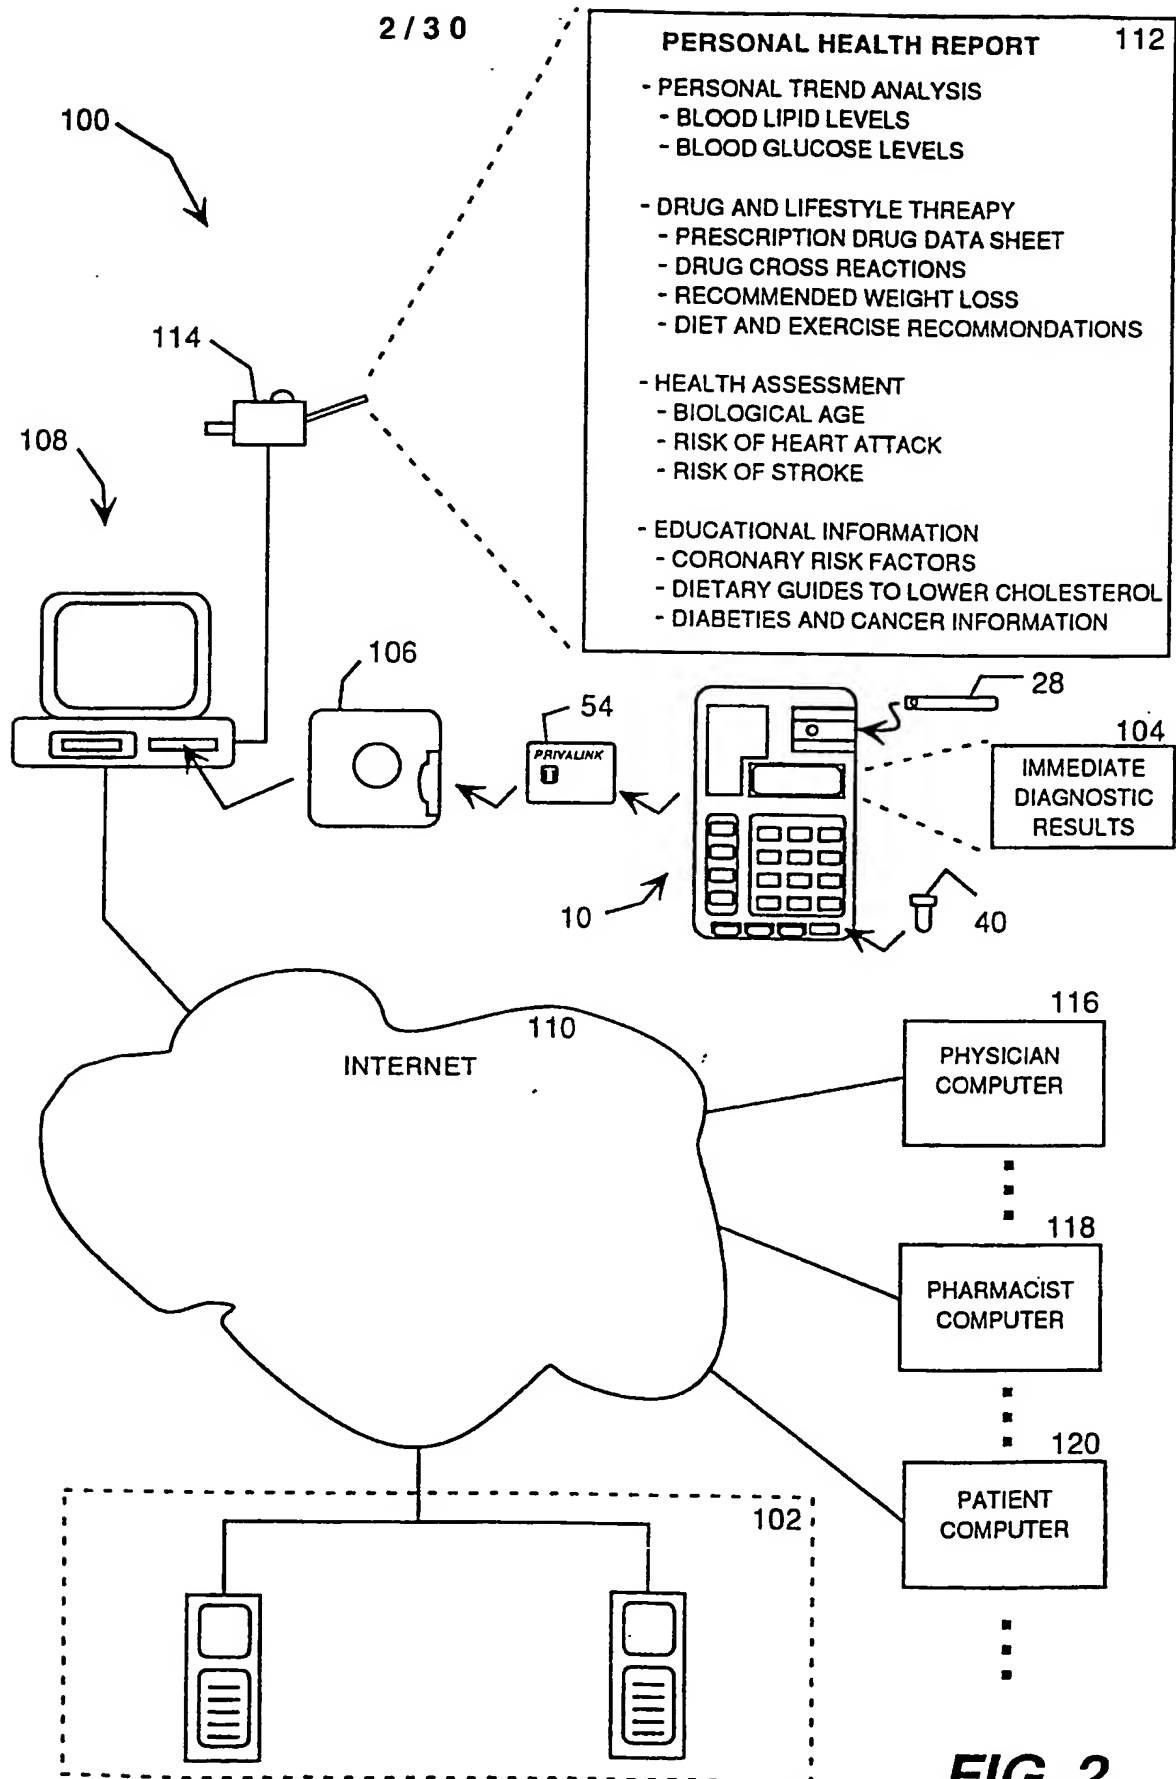 2/30
PERSONAL HEALTH REPORT 112
- PERSONAL TREND ANALYSIS
- BLOOD LIPID LEVELS
- BLOOD GLUCOSE LEVELS
- DRUG AND LIFESTYLE THREAPY
- PRESCRIPTION DRUG DATA SHEET
- DRUG CROSS REACTIONS
- RECOMMENDED WEIGHT LOSS
- DIET AND EXERCISE RECOMMONDATIONS
- HEALTH ASSESSMENT
- BIOLOGICAL AGE
- RISK OF HEART ATTACK
- RISK OF STROKE
- EDUCATIONAL INFORMATION
- CORONARY RISK FACTORS
- DIETARY GUIDES TO LOWER CHOLESTEROL
- DIABETIES AND CANCER INFORMATION
100
114
108
106
54
PRIVALINK
28
104
IMMEDIATE
DIAGNOSTIC
RESULTS
10
40
110
INTERNET
116
PHYSICIAN
COMPUTER
118
PHARMACIST
COMPUTER
120
PATIENT
COMPUTER
102
FIG. 2